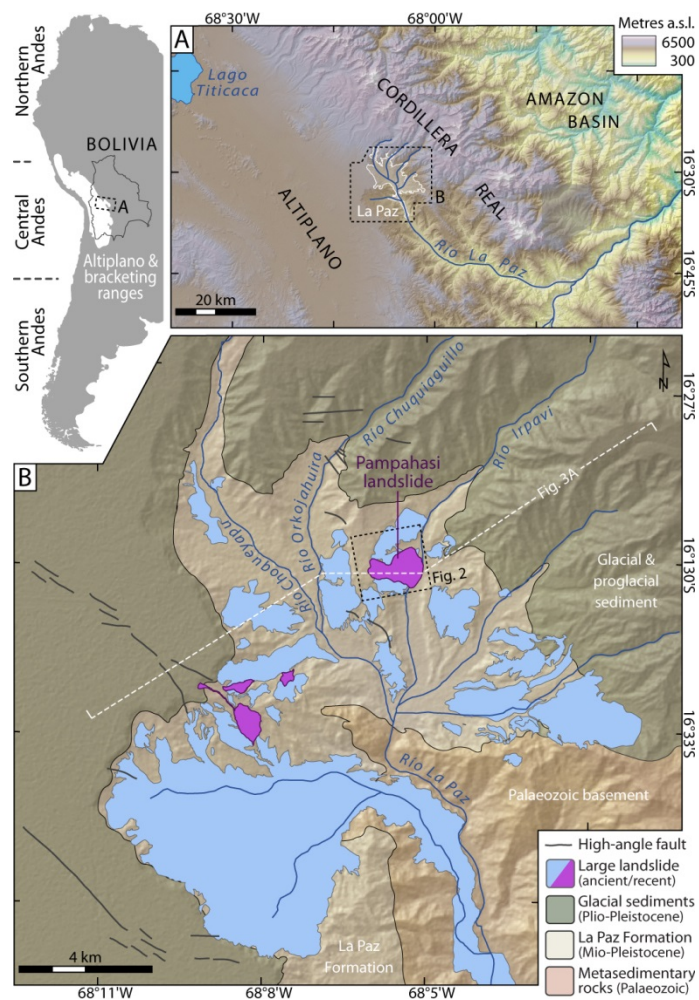 Northern Andes
Central Andes
Southern Andes
BOLIVIA
A
Altiplano
& bracketing
ranges
68°30'W
68°00'W
A
Metres a.s.l.
6500
300
Lago
Titicaca
CORDILLERA
REAL
AMAZON
BASIN
ALTIPLANO
La Paz
B
Río La Paz
20 km
16°30'S
16°45'S
B
N
Río Chuquiaguillo
Río Irpavi
Río Orkojahuira
Río Choqueyapu
Pampahasi
landslide
Fig. 3A
Fig. 2
Glacial &
proglacial
sediment
Río La Paz
Palaeozoic basement
La Paz
Formation
4 km
16°27'S
16°1130'S
16°33'S
68°11'W
68°8'W
68°5'W
High-angle fault
Large landslide
(ancient/recent)
Glacial sediments
(Plio-Pleistocene)
La Paz Formation
(Mio-Pleistocene)
Metasedimentary
rocks (Palaeozoic)